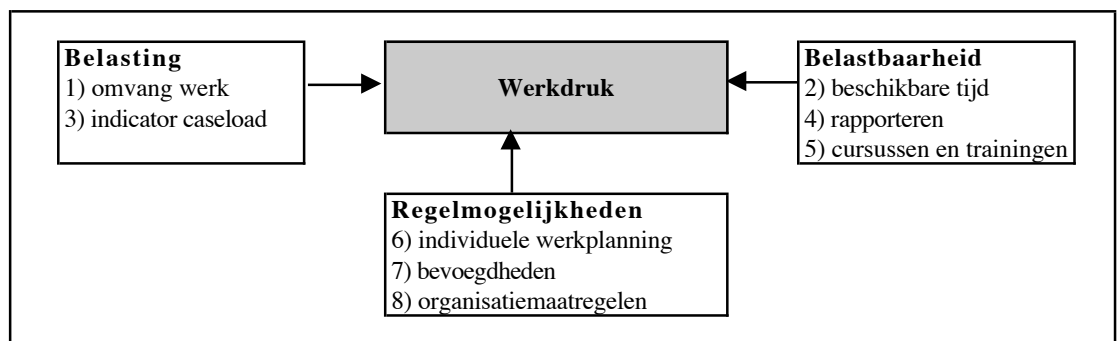 Belasting
1) omvang werk
3) indicator caseload
Werkdruk
Belastbaarheid
2) beschikbare tijd
4) rapporteren
5) cursussen en trainingen
Regelmogelijkheden
6) individuele werkplanning
7) bevoegdheden
8) organisatiemaatregelen